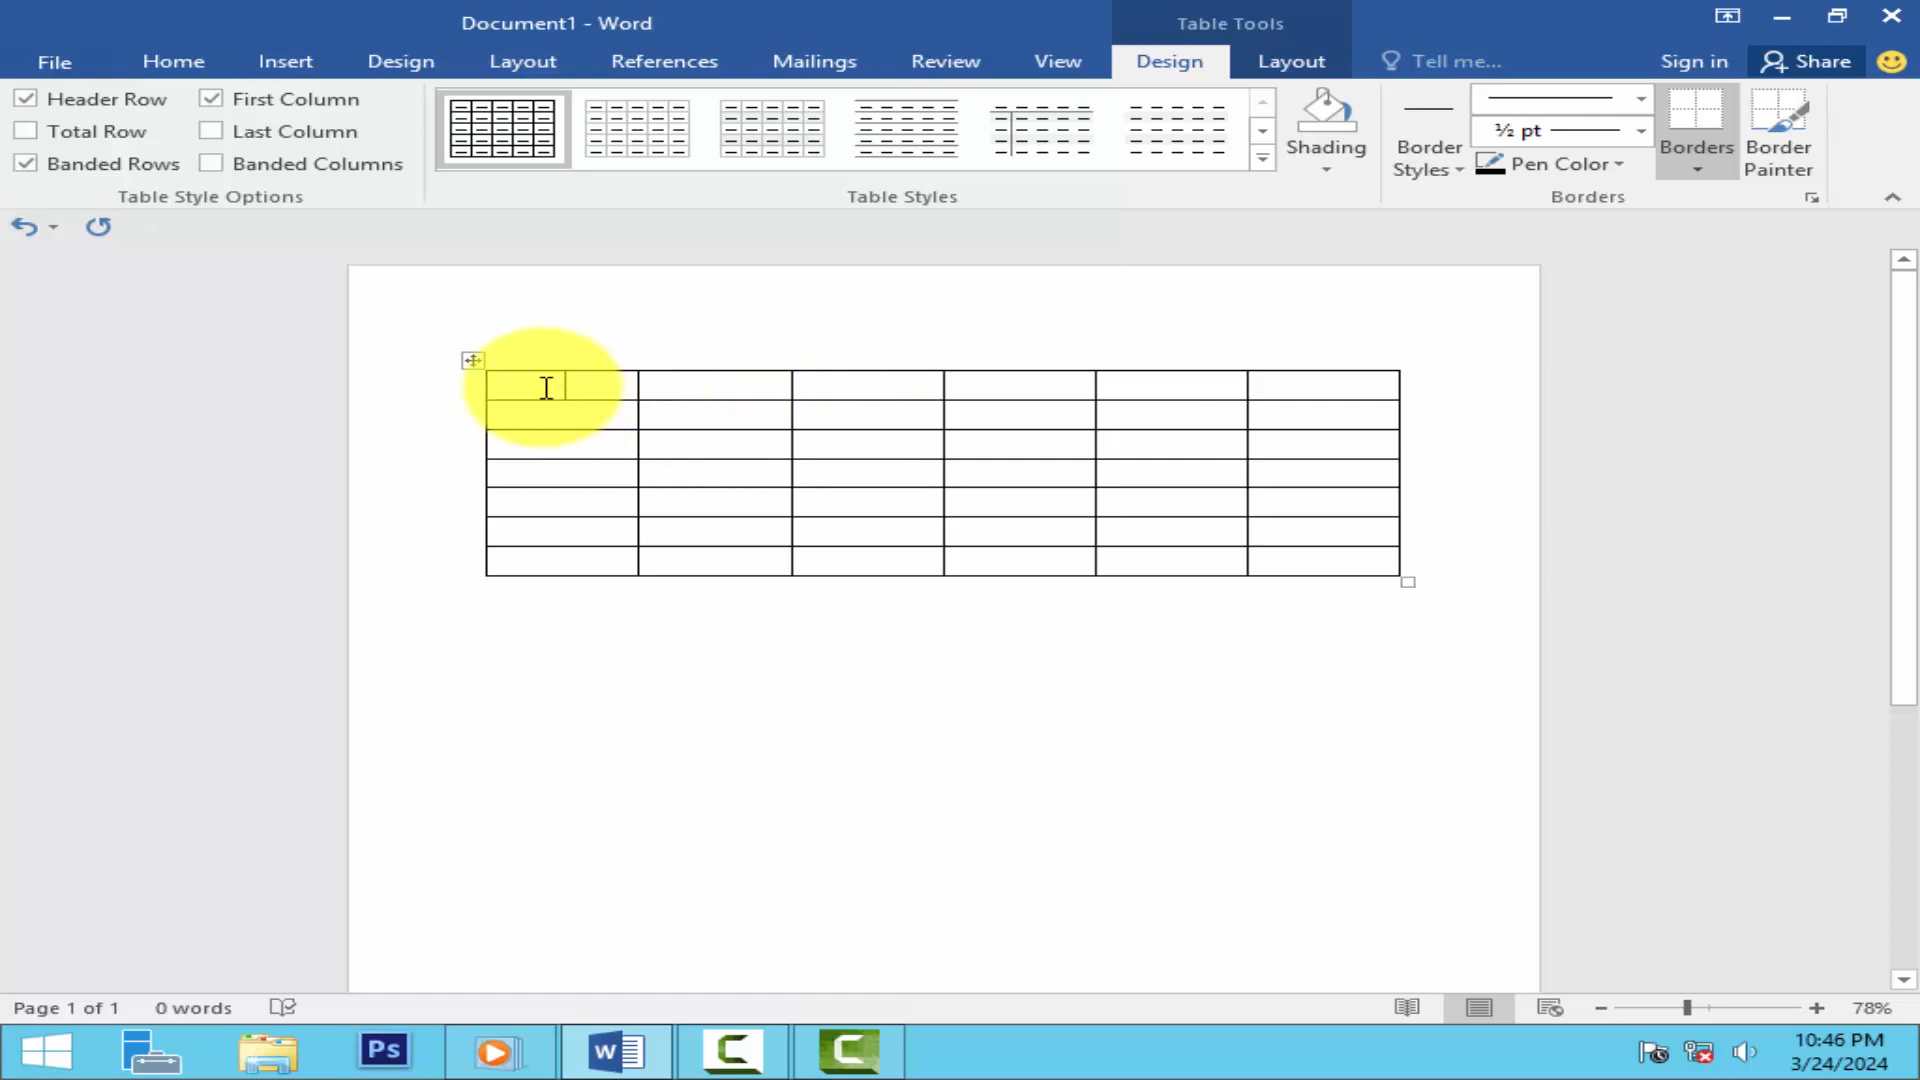 Document1 - Word
Table Tools
File
Home
Insert
Design
Layout
References
Mailings
Review
View
Design
Layout
Tell me...
Sign in
Share
Header Row
First Column
Total Row
Last Column
Banded Rows
Banded Columns
Table Style Options
Table Styles
Shading
Border
Styles
½ pt
Pen Color
Borders
Border
Painter
Borders
Page 1 of 1
0 words
78%
Ps
W
C
C
10:46 PM
3/24/2024